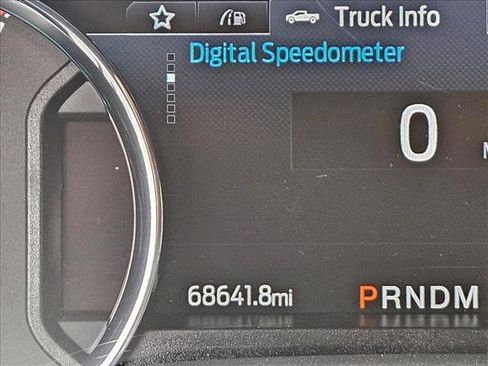 Truck Info
Digital Speedometer
0
68641.8mi
PRNDM